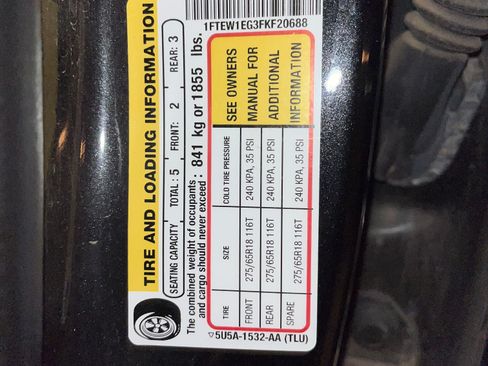 TIRE AND LOADING INFORMATION
SEATING CAPACITY TOTAL: 5 FRONT: 2 REAR: 3
The combined weight of occupants
and cargo should never exceed : 841 kg or 1855 lbs.
TIRE SIZE COLD TIRE PRESSURE SEE OWNERS
FRONT 275/65R18 116T 240 KPA, 35 PSI MANUAL FOR
REAR 275/65R18 116T 240 KPA, 35 PSI ADDITIONAL
SPARE 275/65R18 116T 240 KPA, 35 PSI INFORMATION
▽5U5A-1532-AA (TLU)
1FTEW1EG3FKF20688